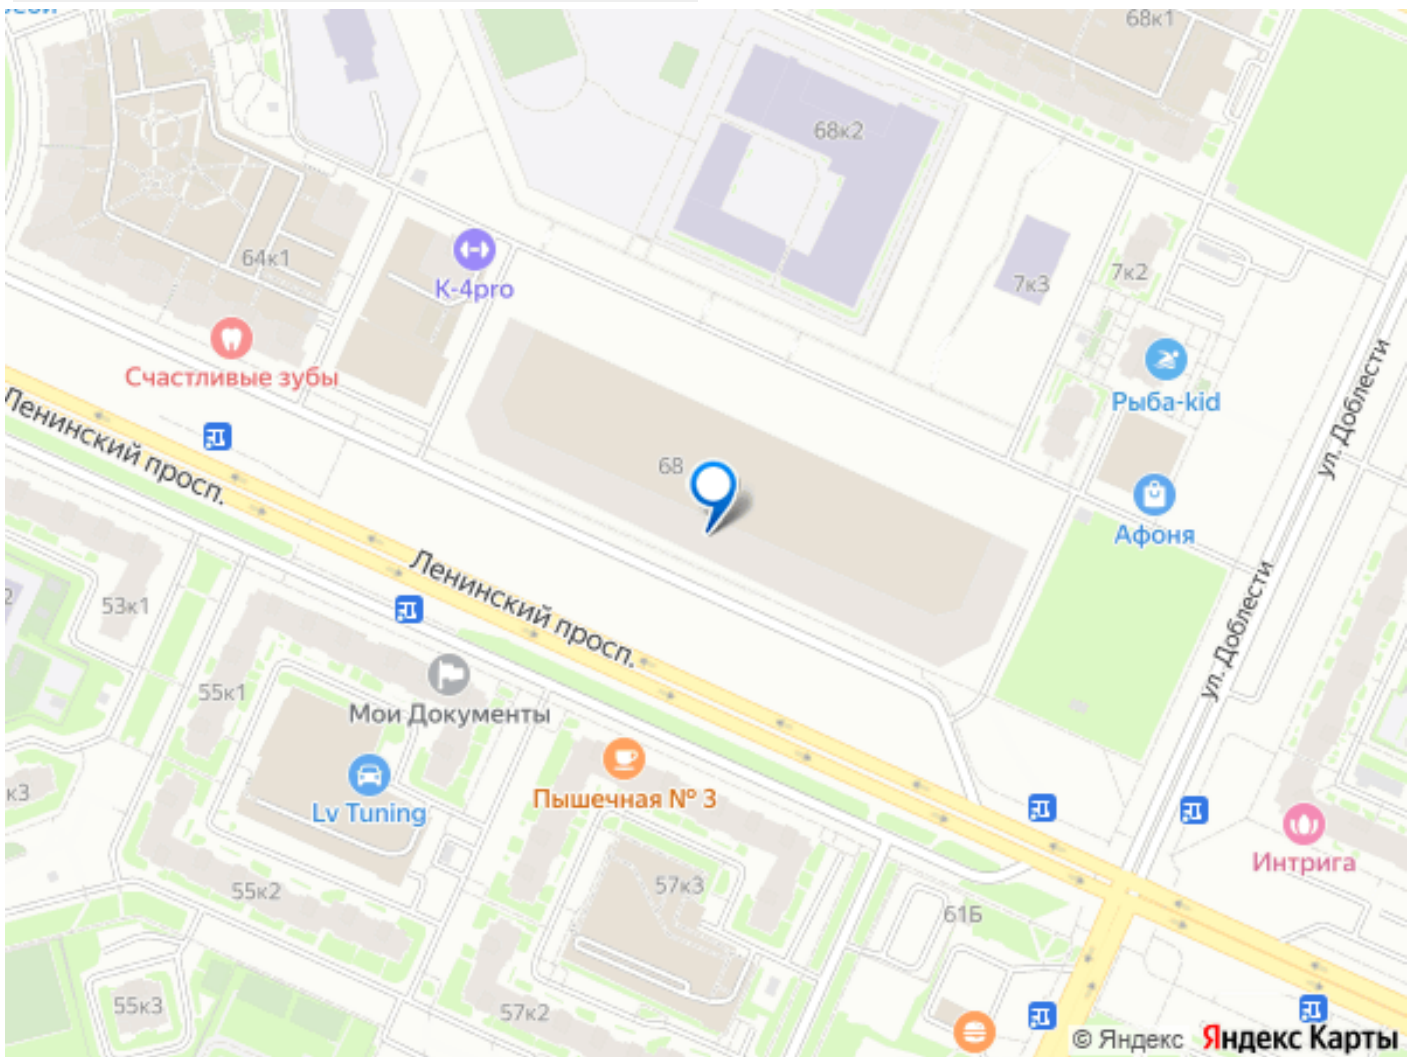 68к1
68к2
64к1
К-4pro
7к3
7к2
Счастливые зубы
Рыба-kid
ул. Доблести
Ленинский просп.
68
Афоня
Ленинский просп.
ул. Доблести
53к1
55к1
Мои Документы
к3
Lv Tuning
Пышечная № 3
Интрига
55к2
57к3
61Б
55к3
57к2
© Яндекс Яндекс Карты